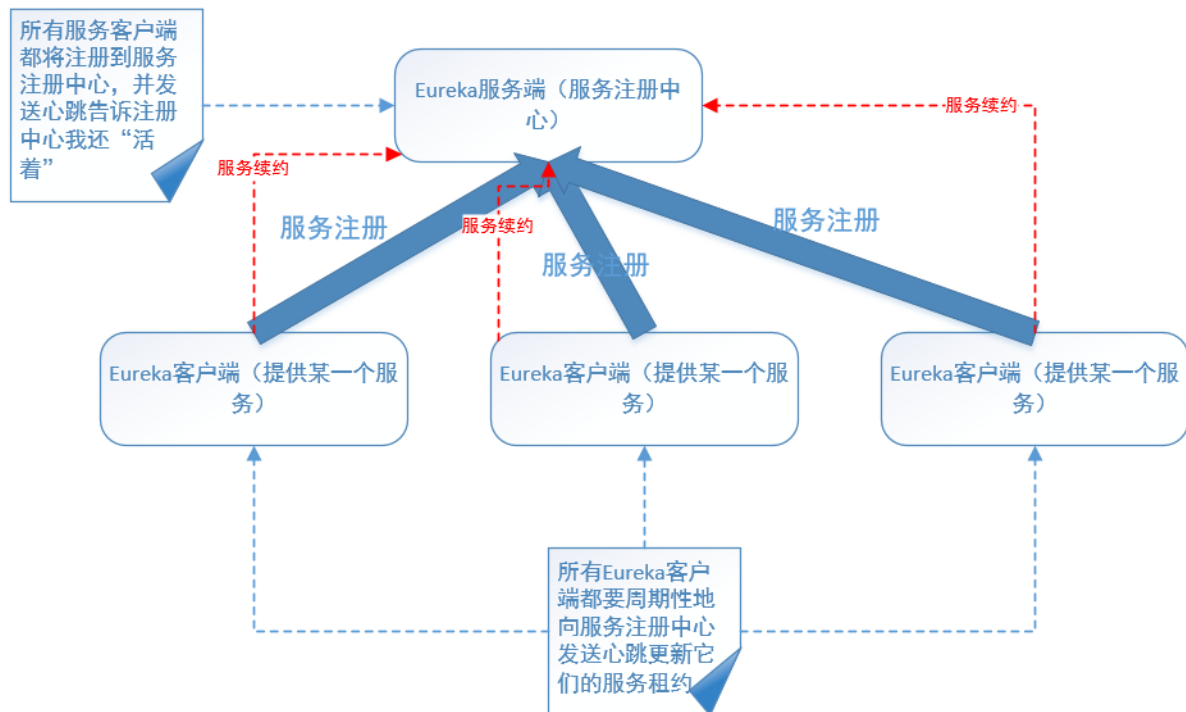 所有服务客户端
都将注册到服务
注册中心，并发
送心跳告诉注册
中心我还“活
着”
Eureka服务端（服务注册中
心）
服务续约
服务续约
服务注册
服务续约
服务注册
服务注册
Eureka客户端（提供某一个服
务）
Eureka客户端（提供某一个服
务）
Eureka客户端（提供某一个服
务）
所有Eureka客户
端都要周期性地
向服务注册中心
发送心跳更新它
们的服务租约